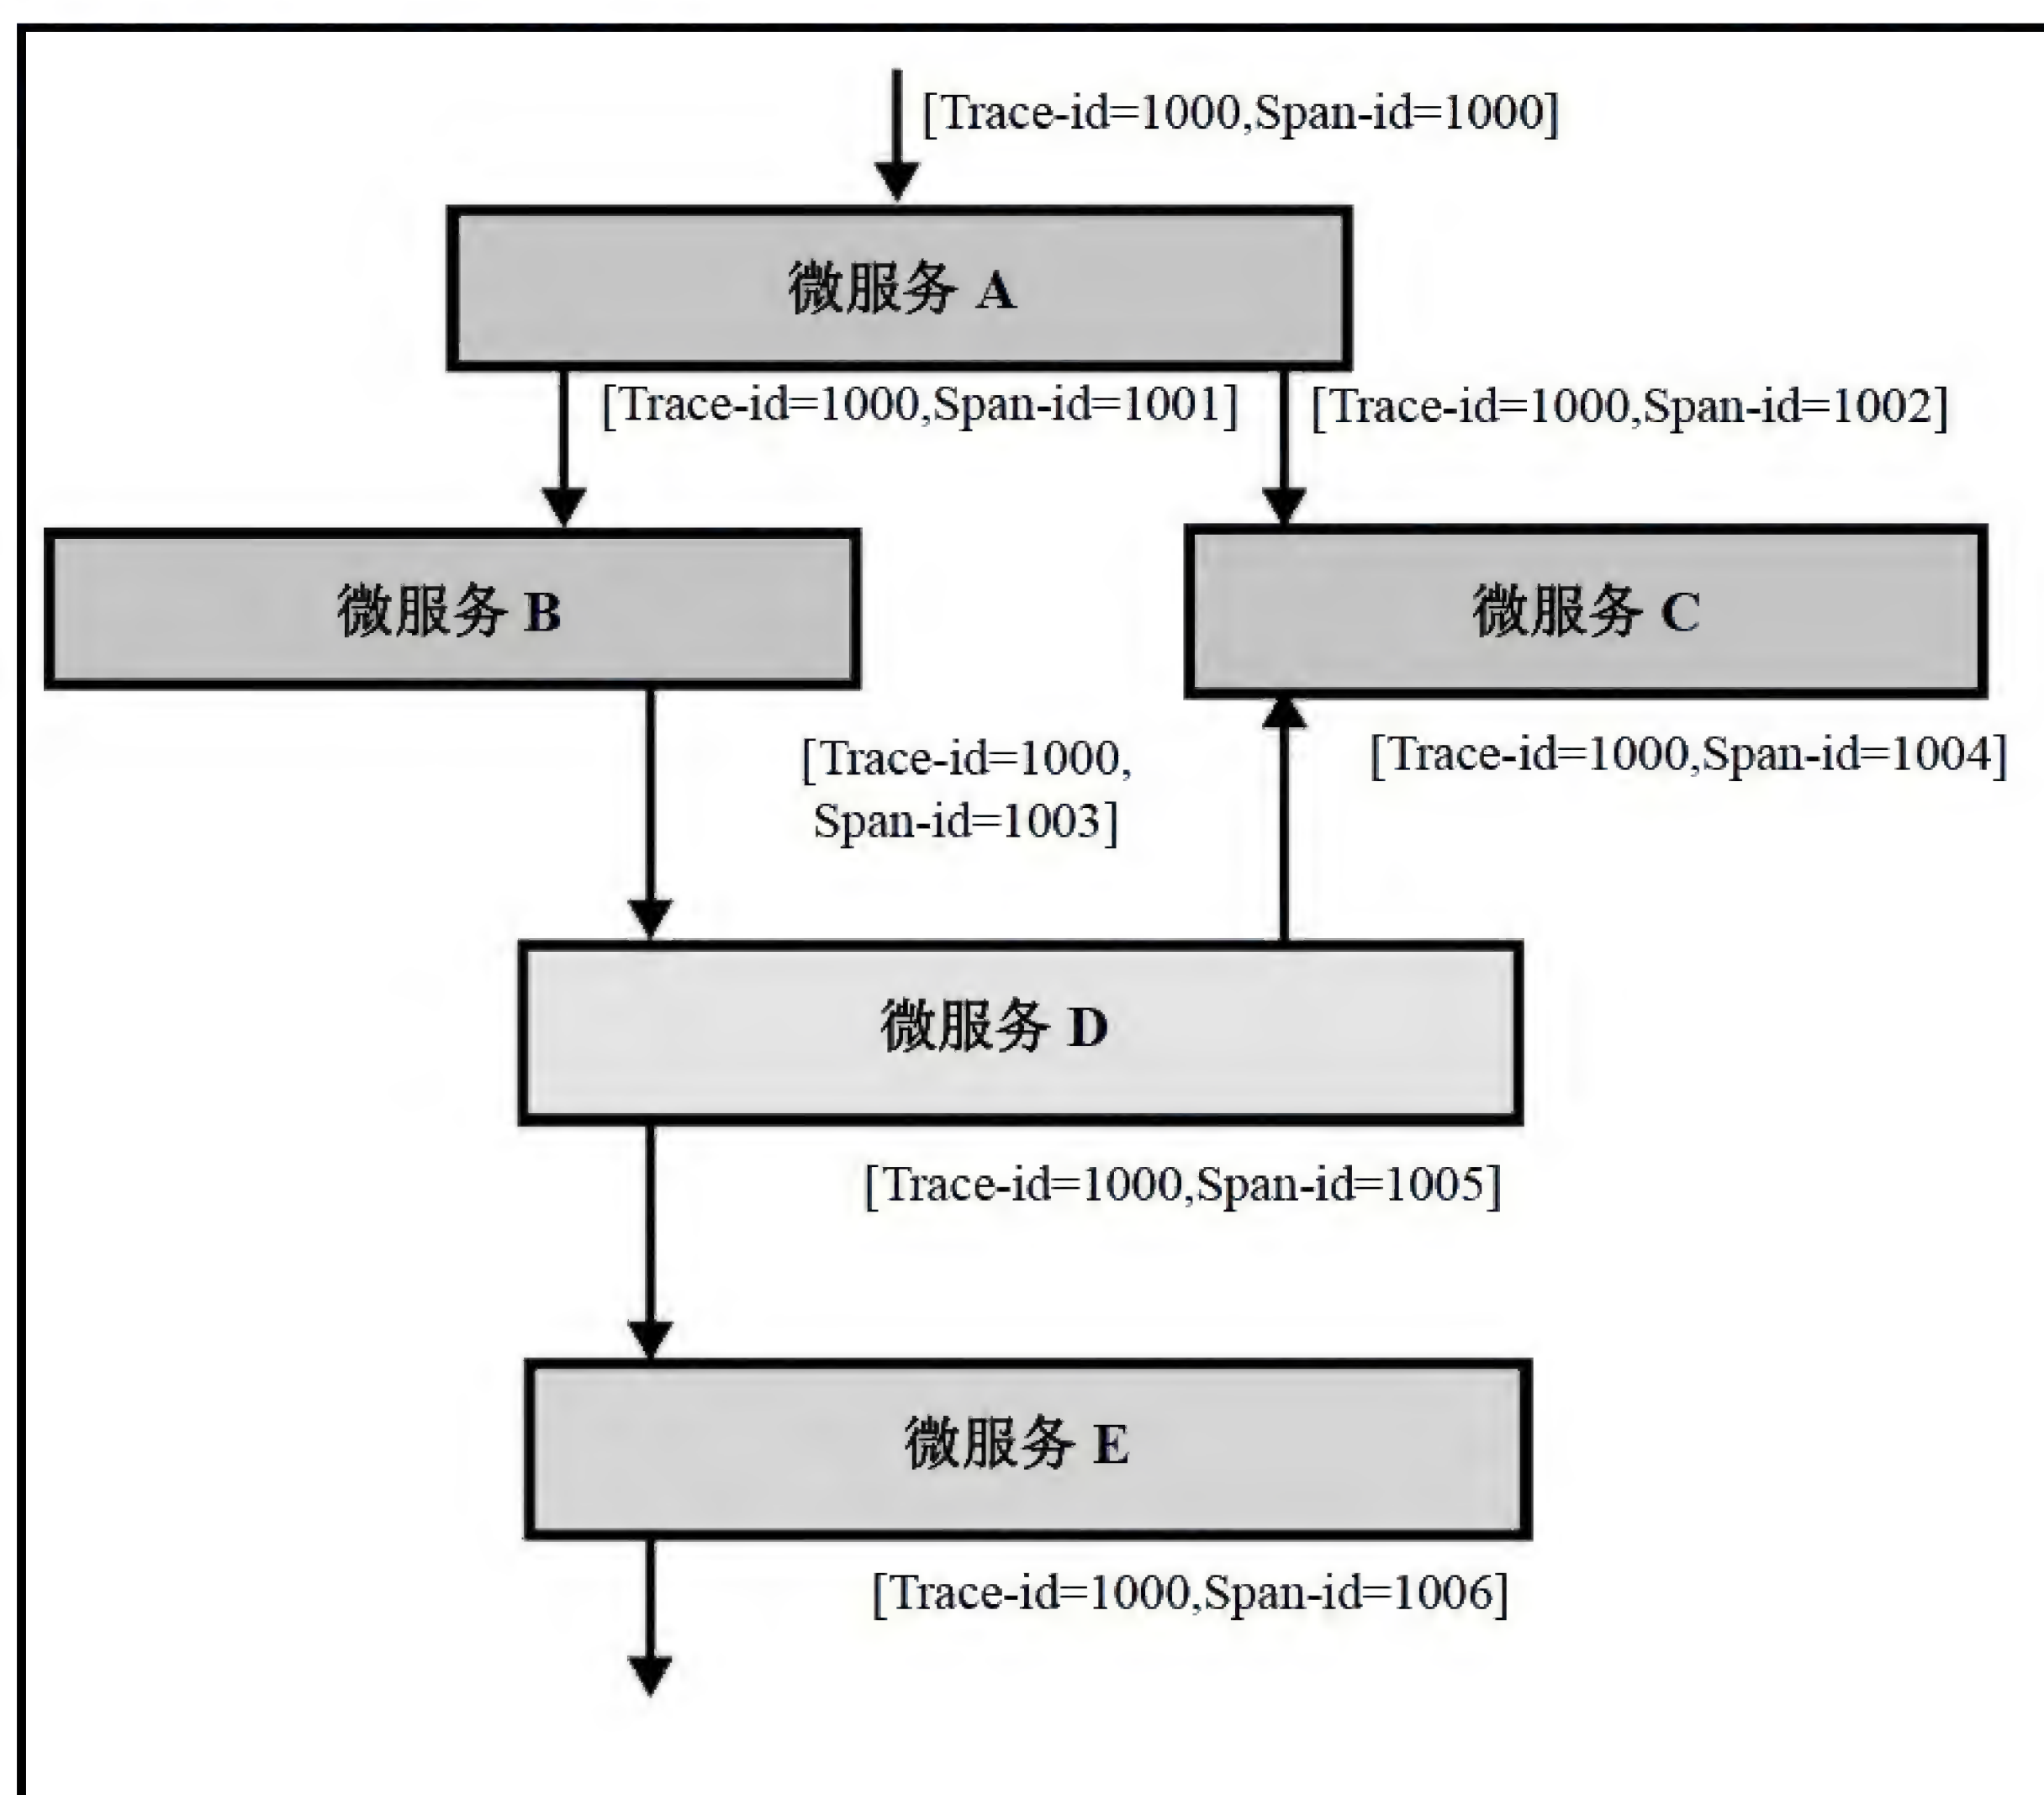 [Trace-id=1000,Span-id=1000]
微服务 A
[Trace-id=1000,Span-id=1001]
[Trace-id=1000,Span-id=1002]
微服务 B
微服务 C
[Trace-id=1000,
Span-id=1003]
[Trace-id=1000,Span-id=1004]
微服务 D
[Trace-id=1000,Span-id=1005]
微服务 E
[Trace-id=1000,Span-id=1006]